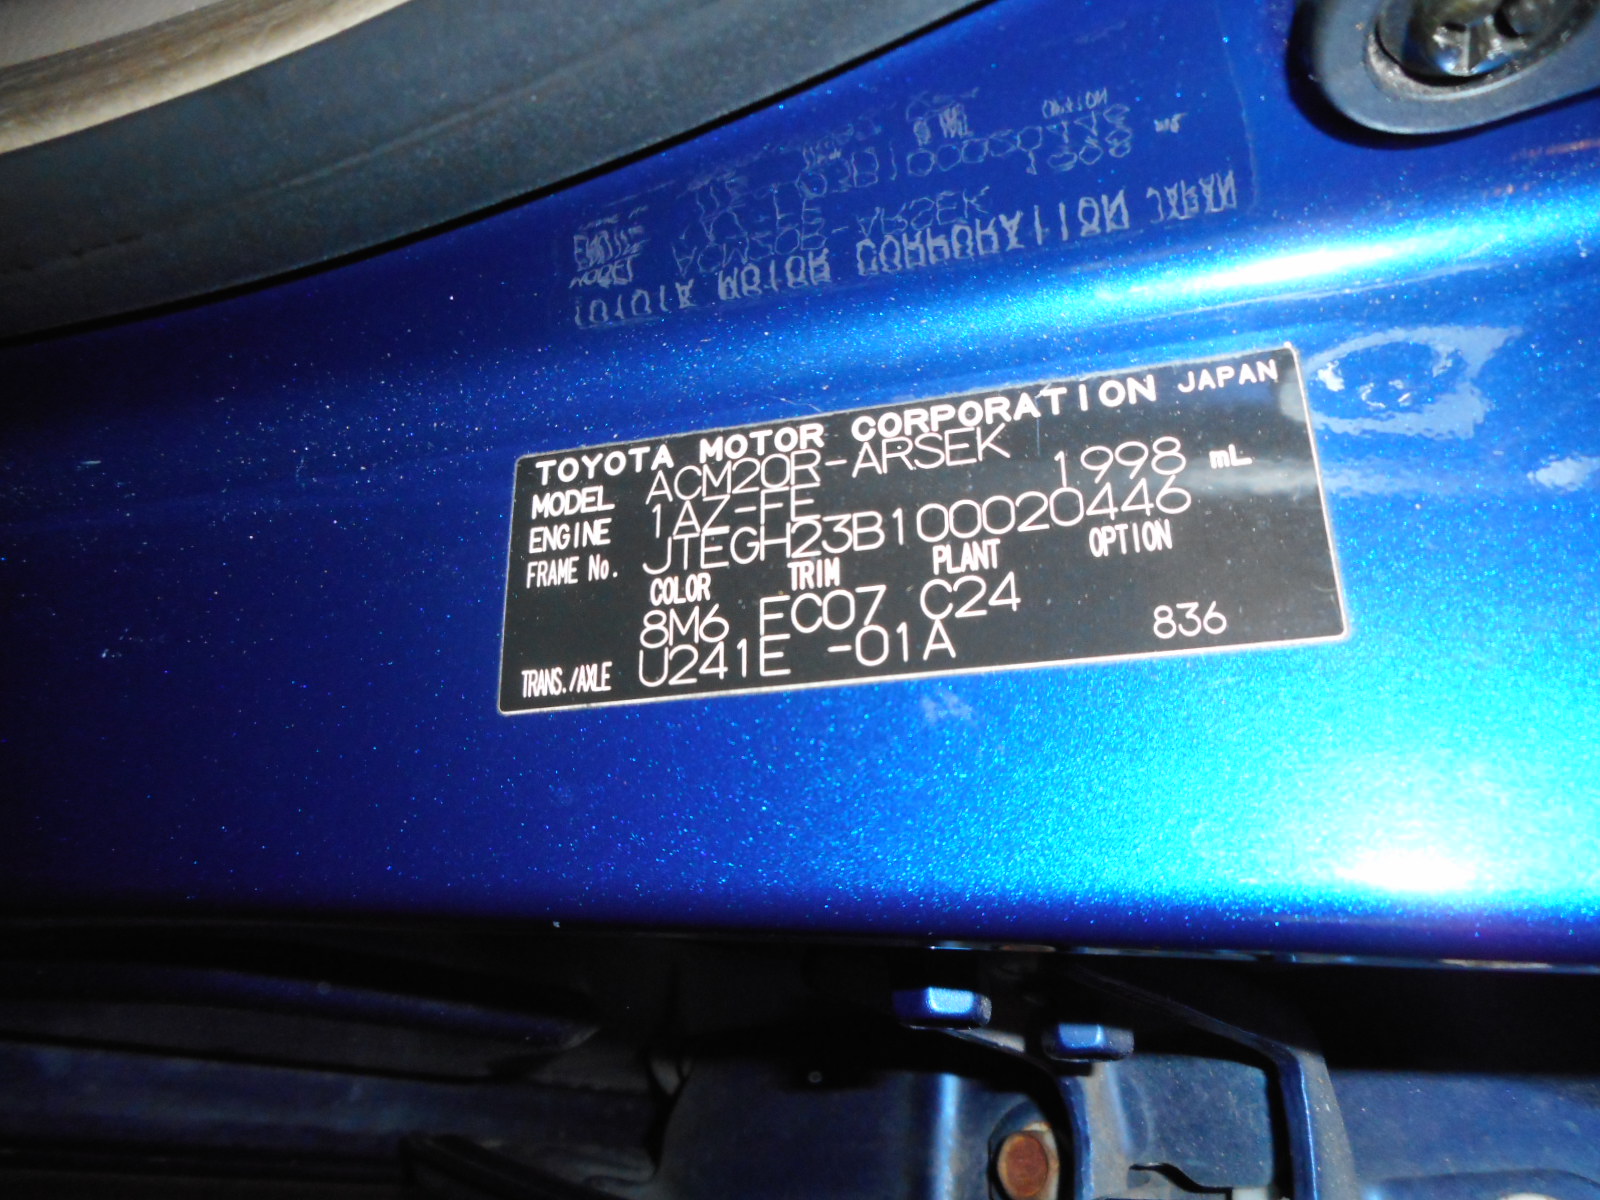 TOYOTA MOTOR CORPORATION JAPAN
MODEL ACM20R-ARSEK
ENGINE 1AZ-FE 1998 mL
FRAME No. JTEGH23B100020446
COLOR TRIM PLANT OPTION
8M6 FC07 C24
TRANS./AXLE U241E -01A 836